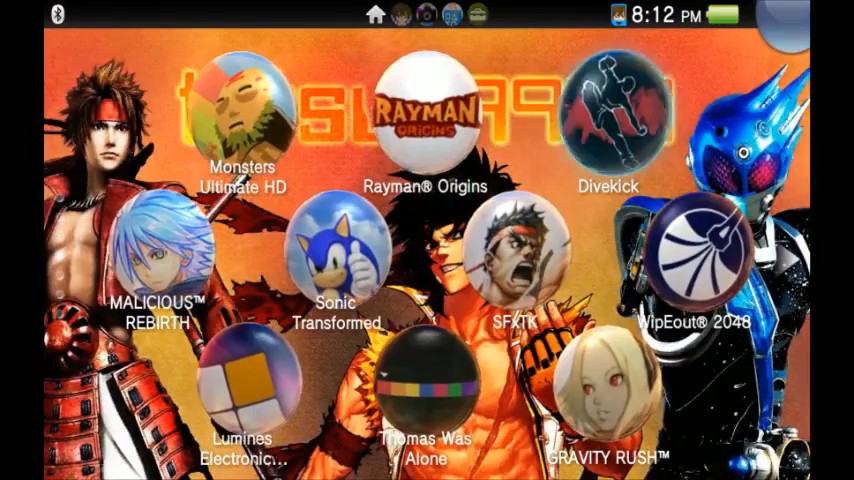 8:12 PM
RAYMAN
ORIGINS
Monsters
Ultimate HD
Rayman® Origins
Divekick
MALICIOUS™
REBIRTH
Sonic
Transformed
SFXTK
WipEout® 2048
Lumines
Electronic...
Thomas Was
Alone
GRAVITY RUSH™